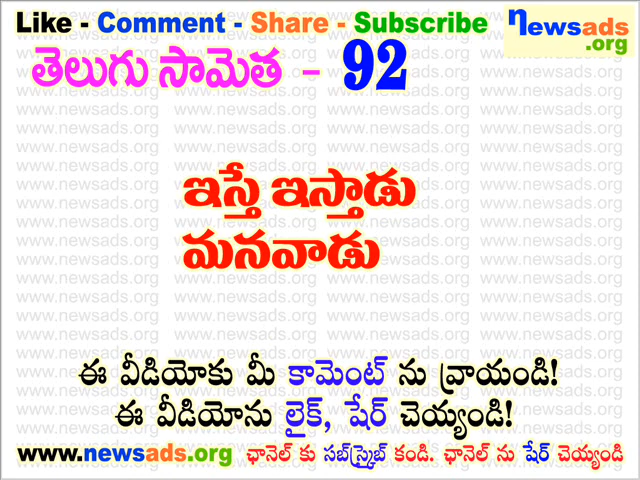 Like - Comment - Share - Subscribe
newsads
.org
తెలుగు సామెత - 92
ఇస్తే ఇస్తాడు
మనవాడు
ఈ వీడియోకు మీ కామెంట్ ను వ్రాయండి!
ఈ వీడియోను లైక్, షేర్ చెయ్యండి!
www.newsads.org ఛానెల్ కు సబ్‌స్క్రైబ్ కండి. ఛానెల్ ను షేర్ చెయ్యండి